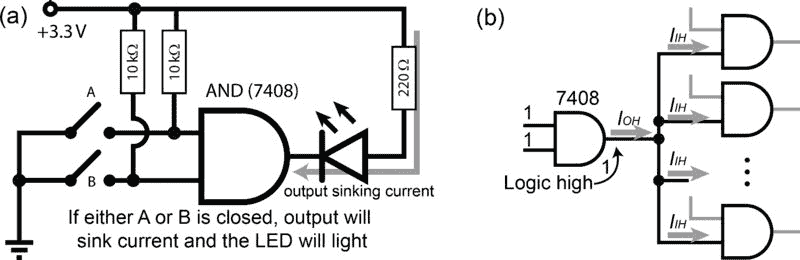 (a)
+3.3 V
10 kΩ
10 kΩ
220 Ω
AND (7408)
A
B
output sinking current
If either A or B is closed, output will
sink current and the LED will light
(b)
7408
1
1
1
Logic high
IOH
IIH
IIH
IIH
IIH